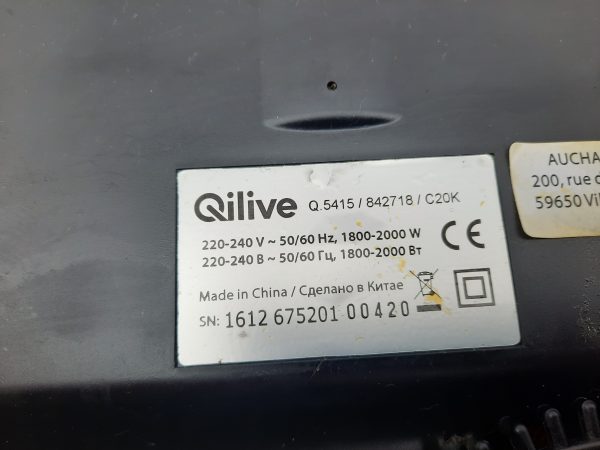 Qilive Q.5415 / 842718 / C20K
220-240 V ~ 50/60 Hz, 1800-2000 W
220-240 В ~ 50/60 Гц, 1800-2000 Вт
CE
Made in China / Сделано в Китае
SN: 1612 675201 00420
AUCHA
200, rue d
59650 Vil